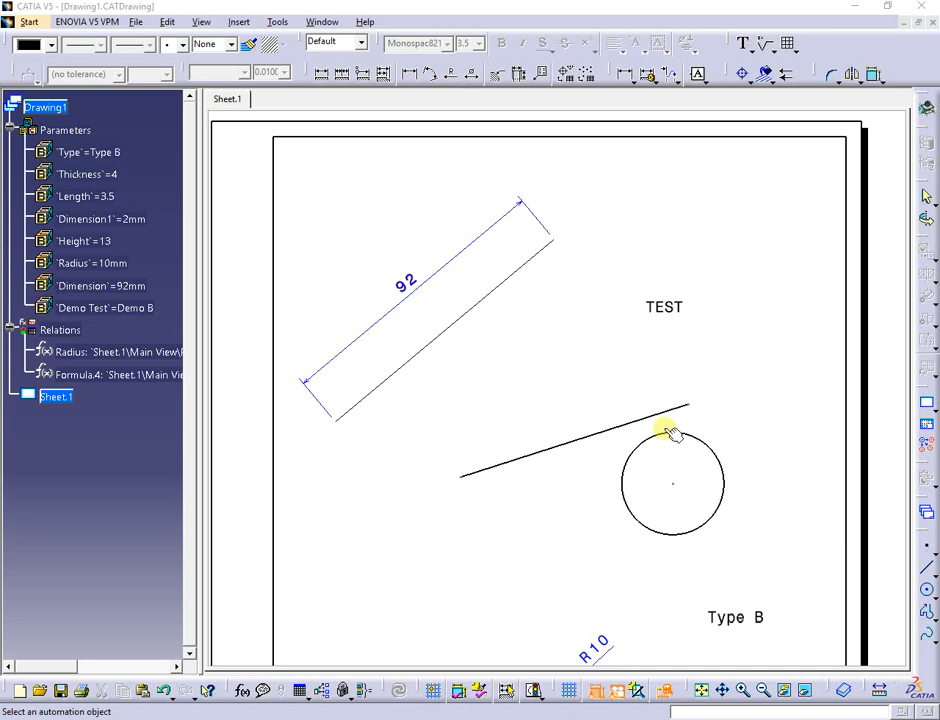 CATIA V5 - [Drawing1.CATDrawing]
Start ENOVIA V5 VPM File Edit View Insert Tools Window Help
None Default Monospac821 3.5 B I S S X T
(no tolerance) 0.010( A
Sheet.1
Drawing1
Parameters
`Type`=Type B
`Thickness`=4
`Length`=3.5
`Dimension1`=2mm
`Height`=13
`Radius`=10mm
`Dimension`=92mm
`Demo Test`=Demo B
Relations
Radius: `Sheet.1\Main View\F
Formula.4: `Sheet.1\Main Vie
Sheet.1
92
TEST
Type B
R10
CATIA
Select an automation object